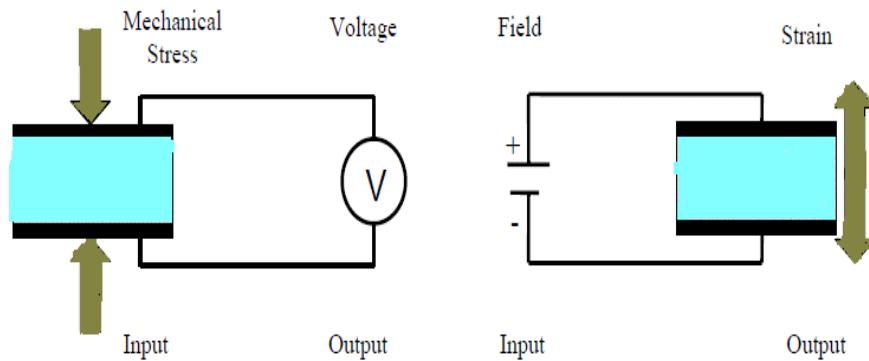 Mechanical Stress
Voltage
Field
Strain
V
+
-
Input
Output
Input
Output